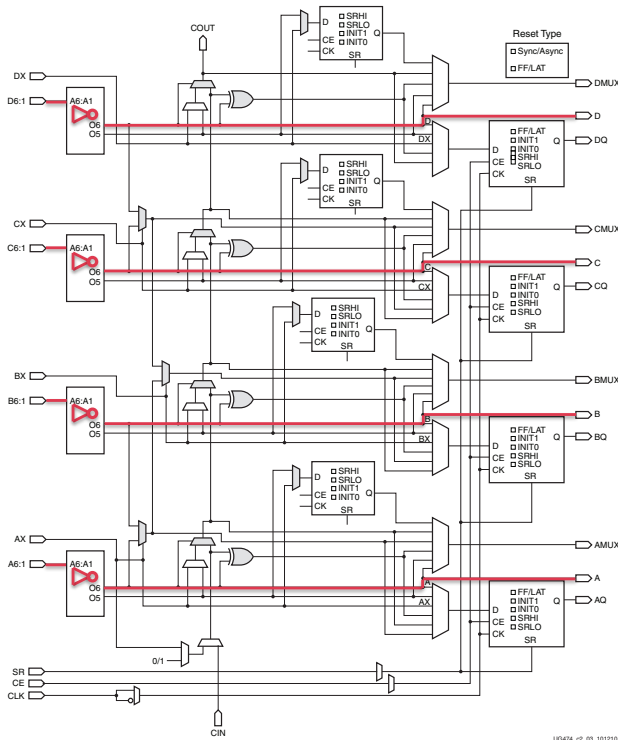 COUT
Reset Type
Sync/Async
FF/LAT
D
SRHI
SRLO
INIT1
INIT0
Q
CE
CK
SR
DX
D6:1
A6:A1
O6
O5
DMUX
D
D
DQ
DX
D
FF/LAT
INIT1
INIT0
SRHI
SRLO
Q
CE
CK
SR
D
SRHI
SRLO
INIT1
INIT0
Q
CE
CK
SR
CX
C6:1
A6:A1
O6
O5
CMUX
C
C
CQ
CX
D
FF/LAT
INIT1
INIT0
SRHI
SRLO
Q
CE
CK
SR
D
SRHI
SRLO
INIT1
INIT0
Q
CE
CK
SR
BX
B6:1
A6:A1
O6
O5
BMUX
B
B
BQ
BX
D
FF/LAT
INIT1
INIT0
SRHI
SRLO
Q
CE
CK
SR
D
SRHI
SRLO
INIT1
INIT0
Q
CE
CK
SR
AX
A6:1
A6:A1
O6
O5
AMUX
A
A
AQ
AX
D
FF/LAT
INIT1
INIT0
SRHI
SRLO
Q
CE
CK
SR
0/1
SR
CE
CLK
CIN
UG474_c2_03_101210